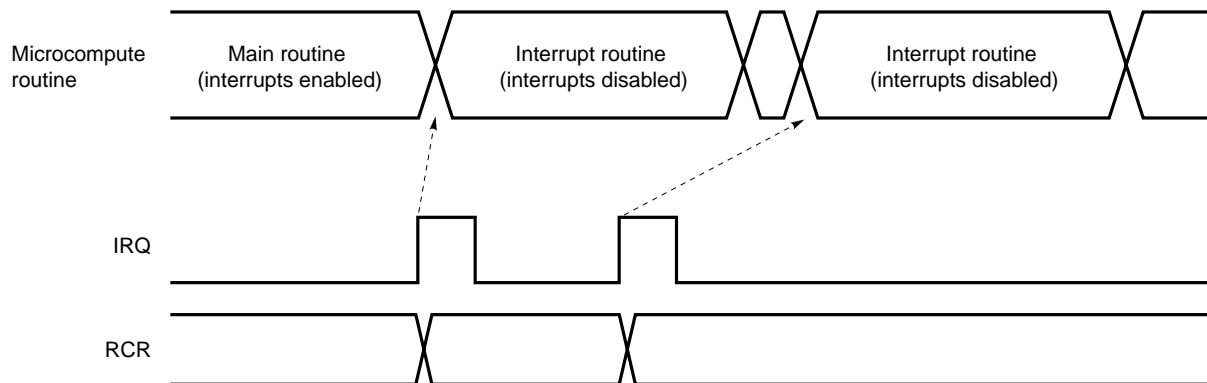 Microcompute
routine
Main routine
(interrupts enabled)
Interrupt routine
(interrupts disabled)
Interrupt routine
(interrupts disabled)
IRQ
RCR